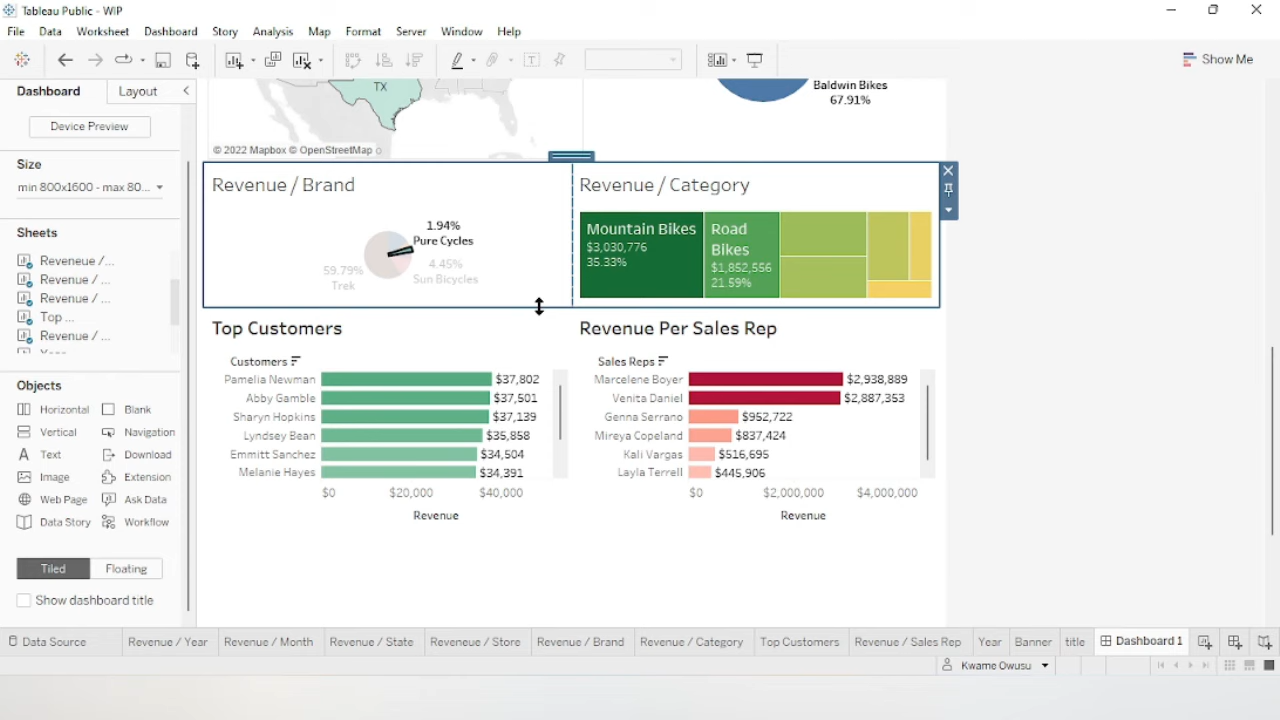 Tableau Public - WIP
File Data Worksheet Dashboard Story Analysis Map Format Server Window Help
Show Me
Dashboard Layout
Device Preview
Size
min 800x1600 - max 80...
Sheets
Reveneue /...
Revenue / ...
Revenue / ...
Top ...
Revenue / ...
Objects
Horizontal Blank
Vertical Navigation
Text Download
Image Extension
Web Page Ask Data
Data Story Workflow
Tiled Floating
Show dashboard title
TX
© 2022 Mapbox © OpenStreetMap
Baldwin Bikes
67.91%
Revenue / Brand
1.94%
Pure Cycles
59.79%
Trek
4.45%
Sun Bicycles
Revenue / Category
Mountain Bikes
$3,030,776
35.33%
Road
Bikes
$1,852,556
21.59%
Top Customers
Customers
Pamelia Newman $37,802
Abby Gamble $37,501
Sharyn Hopkins $37,139
Lyndsey Bean $35,858
Emmitt Sanchez $34,504
Melanie Hayes $34,391
$0 $20,000 $40,000
Revenue
Revenue Per Sales Rep
Sales Reps
Marcelene Boyer $2,938,889
Venita Daniel $2,887,353
Genna Serrano $952,722
Mireya Copeland $837,424
Kali Vargas $516,695
Layla Terrell $445,906
$0 $2,000,000 $4,000,000
Revenue
Data Source Revenue / Year Revenue / Month Revenue / State Reveneue / Store Revenue / Brand Revenue / Category Top Customers Revenue / Sales Rep Year Banner title Dashboard 1
Kwame Owusu